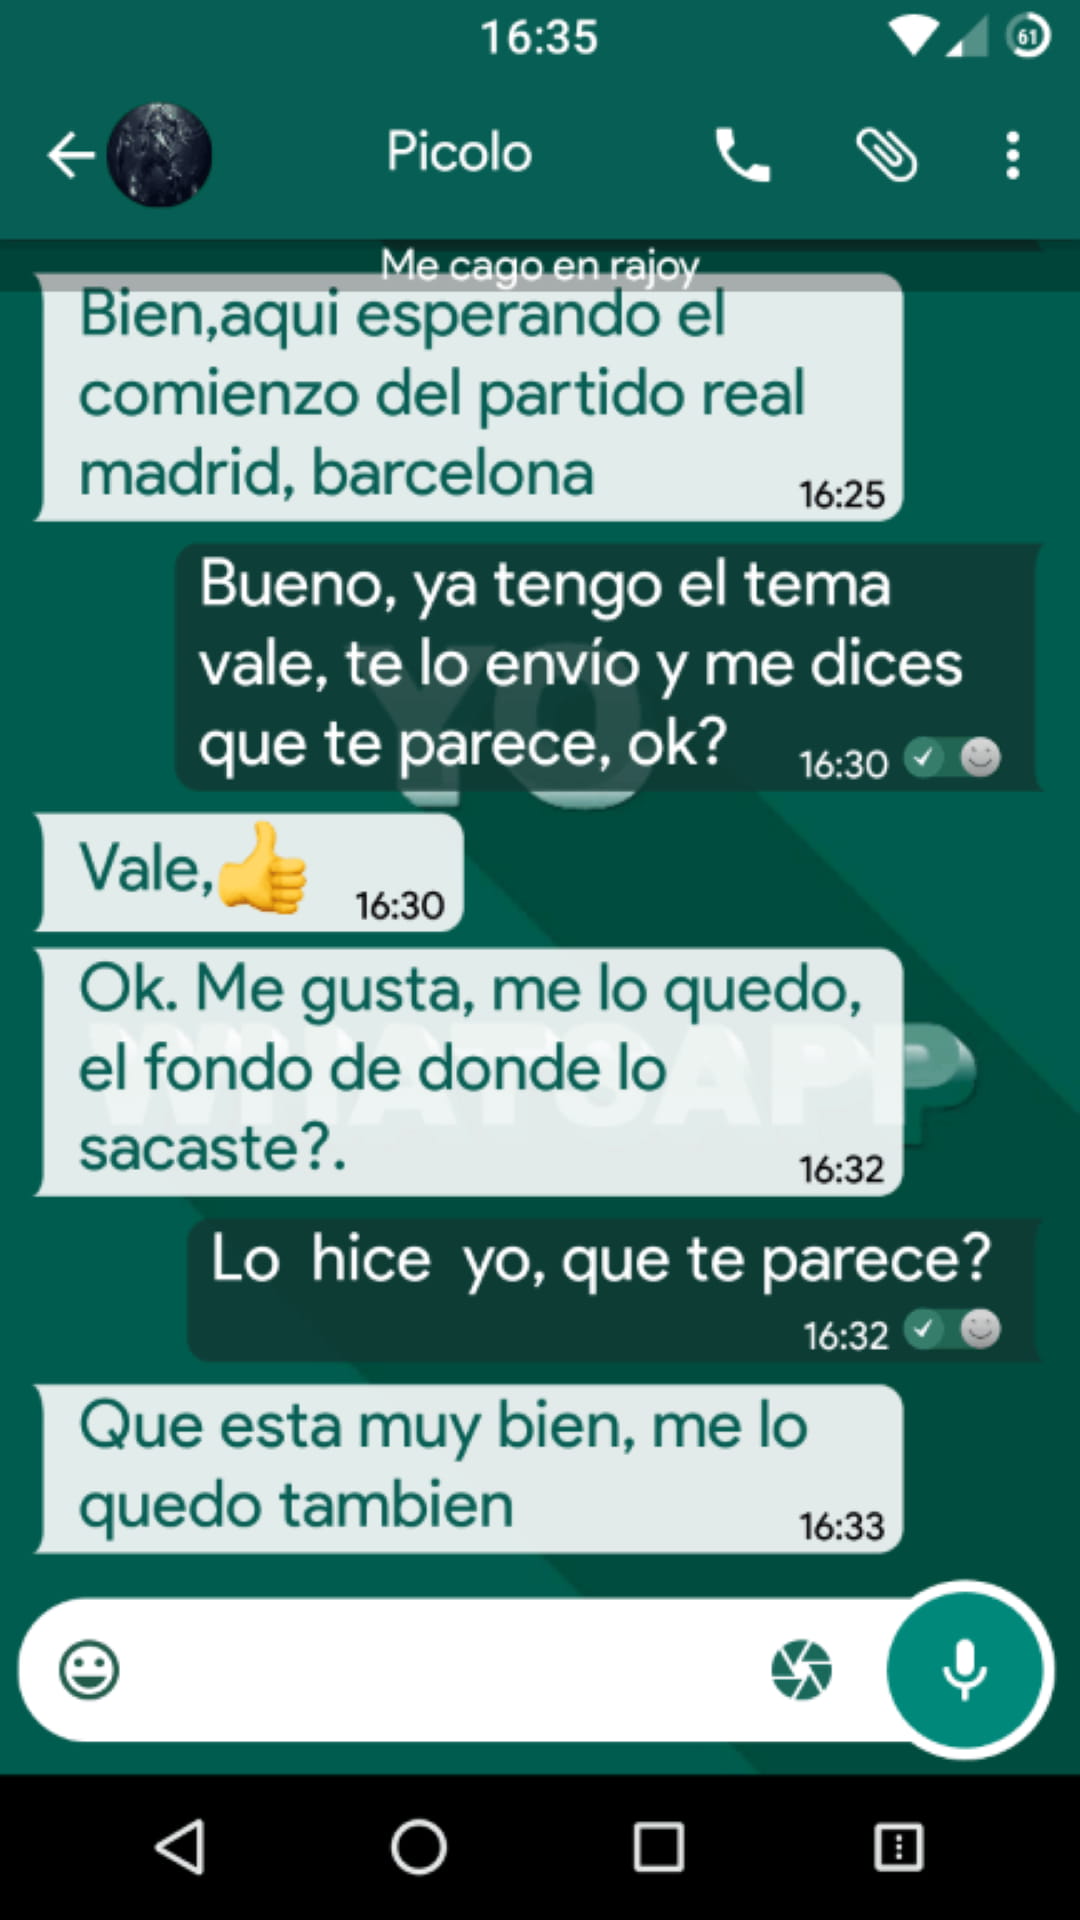 16:35
61
Picolo
Me cago en rajoy
Bien,aqui esperando el
comienzo del partido real
madrid, barcelona
16:25
Bueno, ya tengo el tema
vale, te lo envío y me dices
que te parece, ok?
16:30
YO
Vale,👍
16:30
Ok. Me gusta, me lo quedo,
el fondo de donde lo
sacaste?.
16:32
WHATSAPP
Lo hice yo, que te parece?
16:32
Que esta muy bien, me lo
quedo tambien
16:33